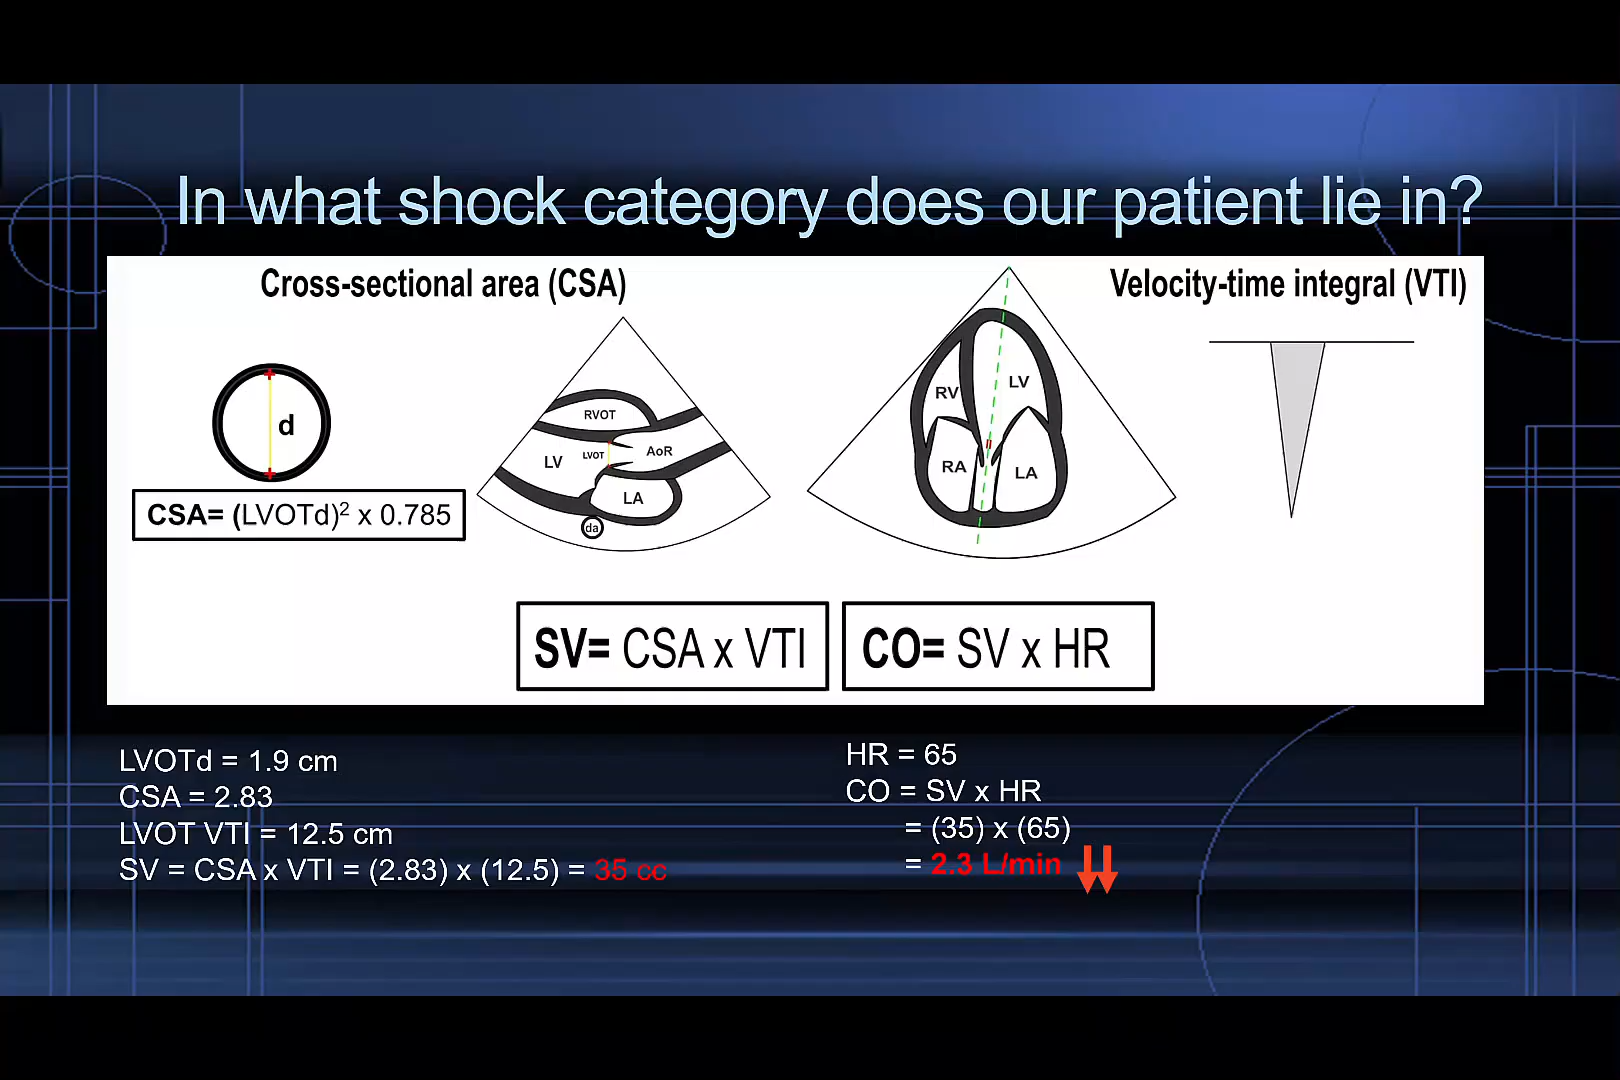 In what shock category does our patient lie in?
Cross-sectional area (CSA)
Velocity-time integral (VTI)
d
CSA= (LVOTd)² x 0.785
RVOT
LV
LVOT
AoR
LA
da
RV
LV
RA
LA
SV= CSA x VTI
CO= SV x HR
LVOTd = 1.9 cm
CSA = 2.83
LVOT VTI = 12.5 cm
SV = CSA x VTI = (2.83) x (12.5) = 35 cc
HR = 65
CO = SV x HR
= (35) x (65)
= 2.3 L/min